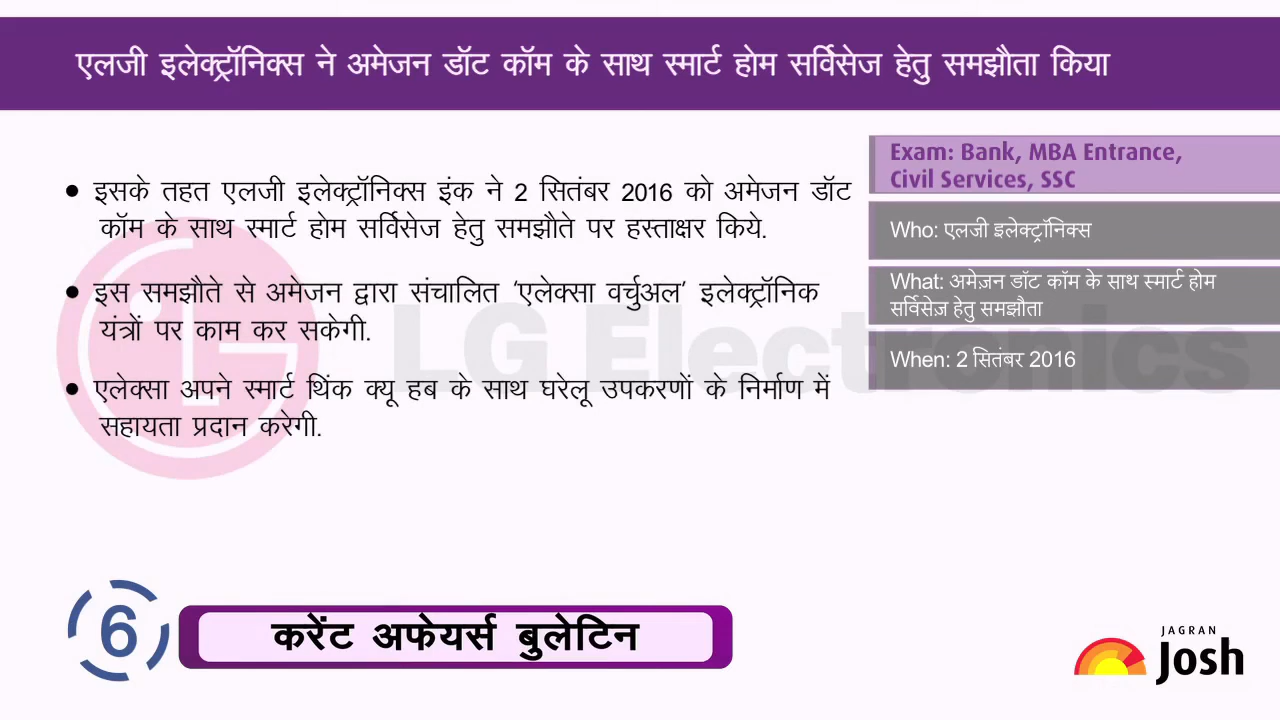 एलजी इलेक्ट्रॉनिक्स ने अमेजन डॉट कॉम के साथ स्मार्ट होम सर्विसेज हेतु समझौता किया
• इसके तहत एलजी इलेक्ट्रॉनिक्स इंक ने 2 सितंबर 2016 को अमेजन डॉट
कॉम के साथ स्मार्ट होम सर्विसेज हेतु समझौते पर हस्ताक्षर किये.
• इस समझौते से अमेजन द्वारा संचालित ‘एलेक्सा वर्चुअल’ इलेक्ट्रॉनिक
यंत्रों पर काम कर सकेगी.
• एलेक्सा अपने स्मार्ट थिंक क्यू हब के साथ घरेलू उपकरणों के निर्माण में
सहायता प्रदान करेगी.
LG Electronics
Exam: Bank, MBA Entrance,
Civil Services, SSC
Who: एलजी इलेक्ट्रॉनिक्स
What: अमेज़न डॉट कॉम के साथ स्मार्ट होम
सर्विसेज़ हेतु समझौता
When: 2 सितंबर 2016
6
करेंट अफेयर्स बुलेटिन
JAGRAN
Josh